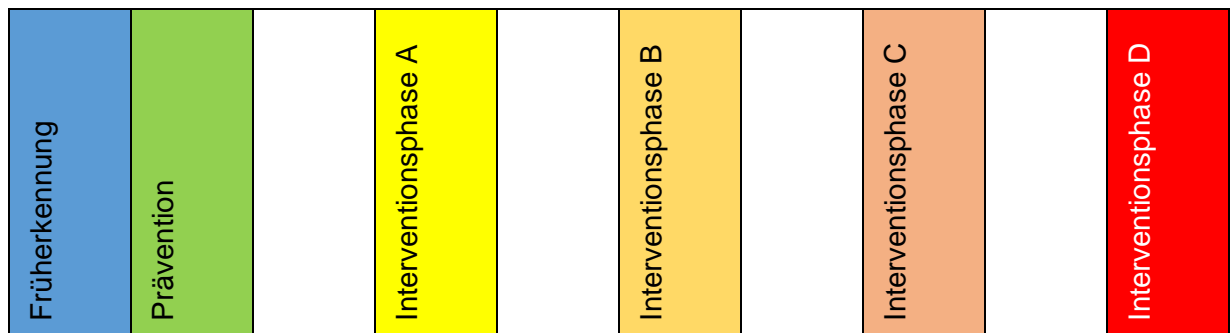 Früherkennung
Prävention
Interventionsphase A
Interventionsphase B
Interventionsphase C
Interventionsphase D